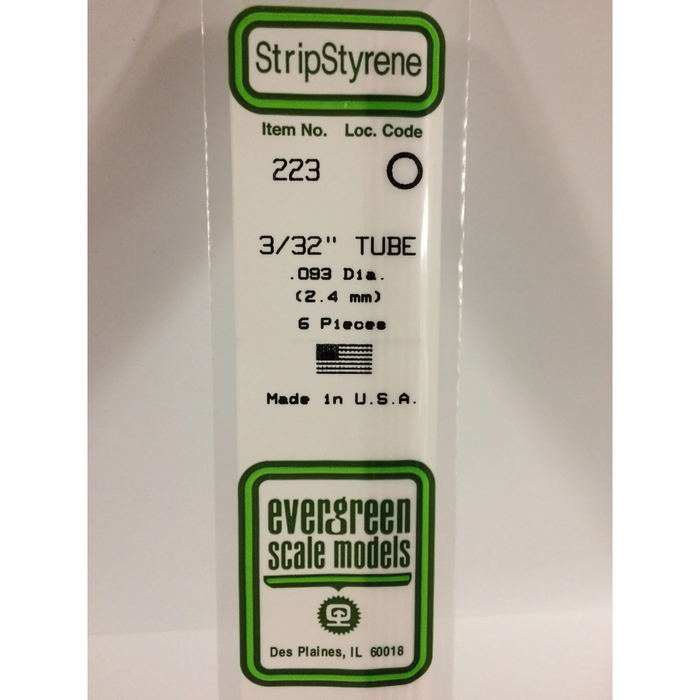 StripStyrene
Item No. Loc. Code
223
3/32" TUBE
.093 Dia.
(2.4 mm)
6 Pieces
Made in U.S.A.
evergreen
scale models
Des Plaines, IL 60018